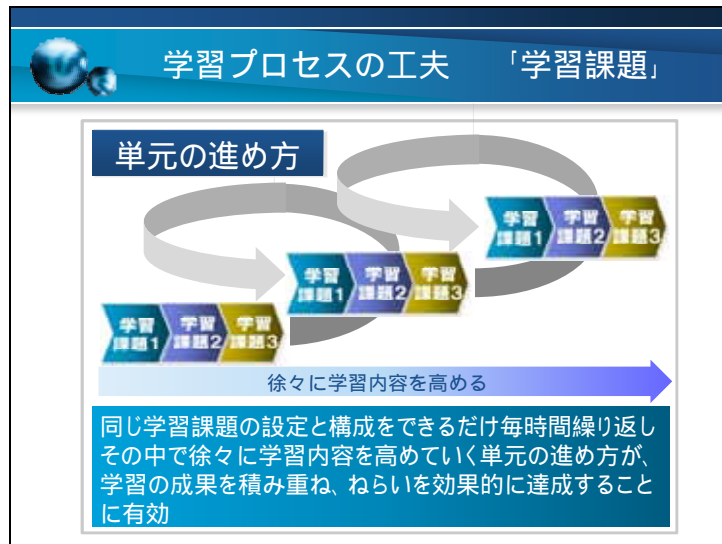 学習プロセスの工夫　「学習課題」
単元の進め方
学習
課題1
学習
課題2
学習
課題3
学習
課題1
学習
課題2
学習
課題3
学習
課題1
学習
課題2
学習
課題3
徐々に学習内容を高める
同じ学習課題の設定と構成をできるだけ毎時間繰り返し
その中で徐々に学習内容を高めていく単元の進め方が、
学習の成果を積み重ね、ねらいを効果的に達成すること
に有効